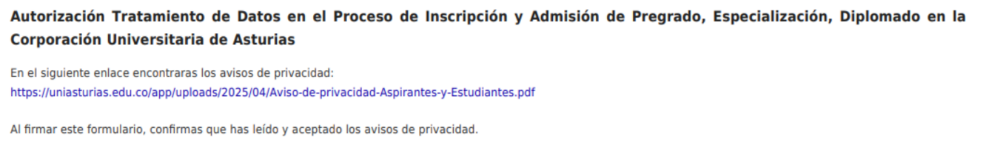 Autorización Tratamiento de Datos en el Proceso de Inscripción y Admisión de Pregrado, Especialización, Diplomado en la
Corporación Universitaria de Asturias
En el siguiente enlace encontraras los avisos de privacidad:
https://uniasturias.edu.co/app/uploads/2025/04/Aviso-de-privacidad-Aspirantes-y-Estudiantes.pdf
Al firmar este formulario, confirmas que has leído y aceptado los avisos de privacidad.